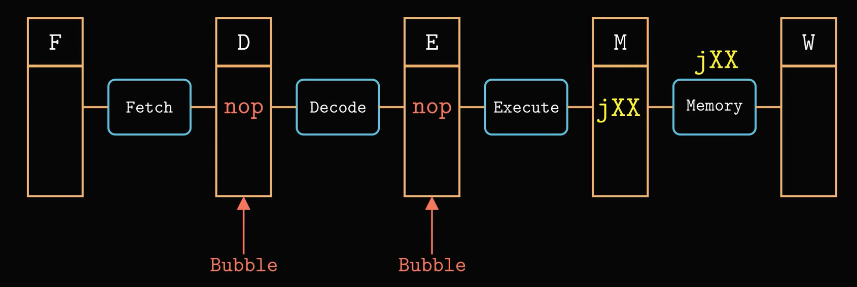 F
D
E
M
W
jXX
Fetch
nop
Decode
nop
Execute
jXX
Memory
Bubble
Bubble